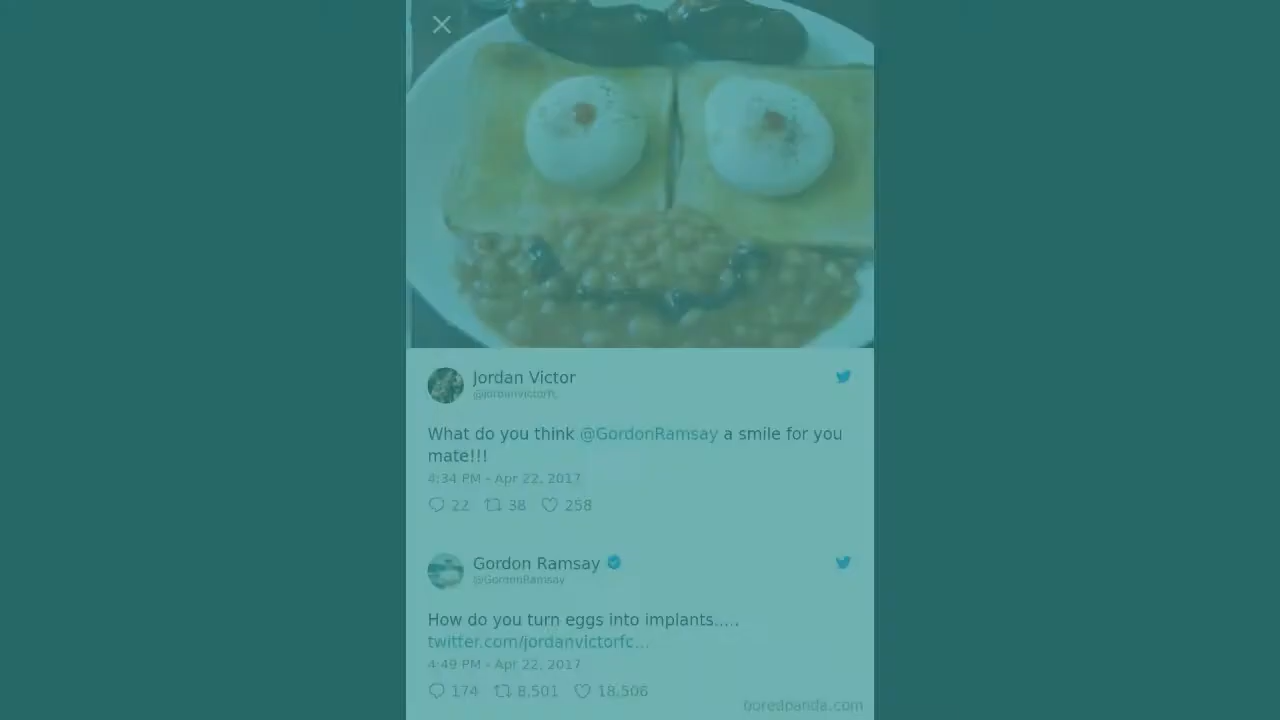 Jordan Victor
@jordanvictorfc
What do you think @GordonRamsay a smile for you
mate!!!
4:34 PM - Apr 22, 2017
22 38 258
Gordon Ramsay
@GordonRamsay
How do you turn eggs into implants.....
twitter.com/jordanvictorfc...
4:49 PM - Apr 22, 2017
174 8,501 18,506
boredpanda.com